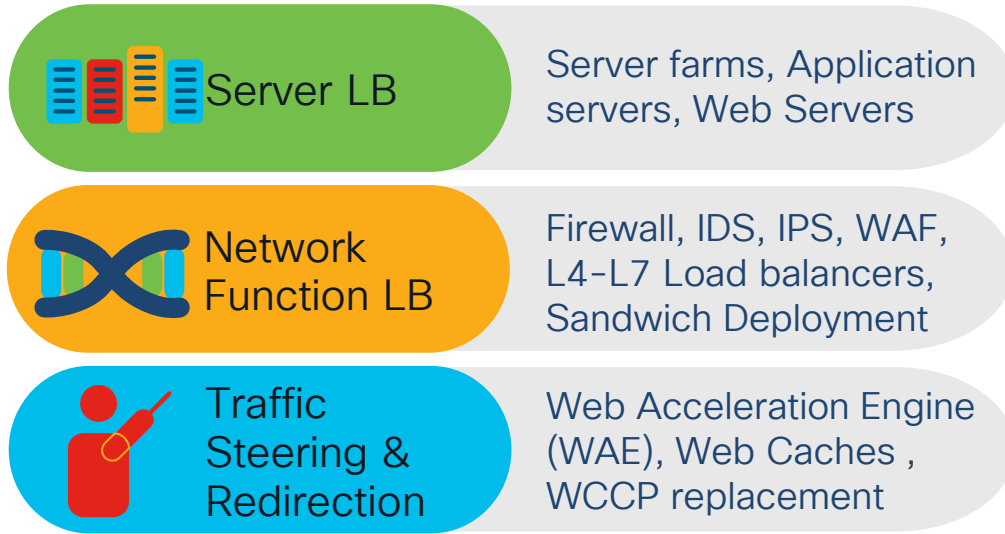 Server LB
Server farms, Application
servers, Web Servers
Network
Function LB
Firewall, IDS, IPS, WAF,
L4-L7 Load balancers,
Sandwich Deployment
Traffic
Steering &
Redirection
Web Acceleration Engine
(WAE), Web Caches ,
WCCP replacement